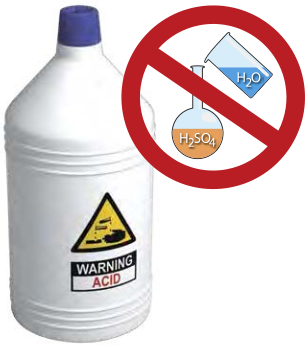 H₂O
H₂SO₄
WARNING
ACID